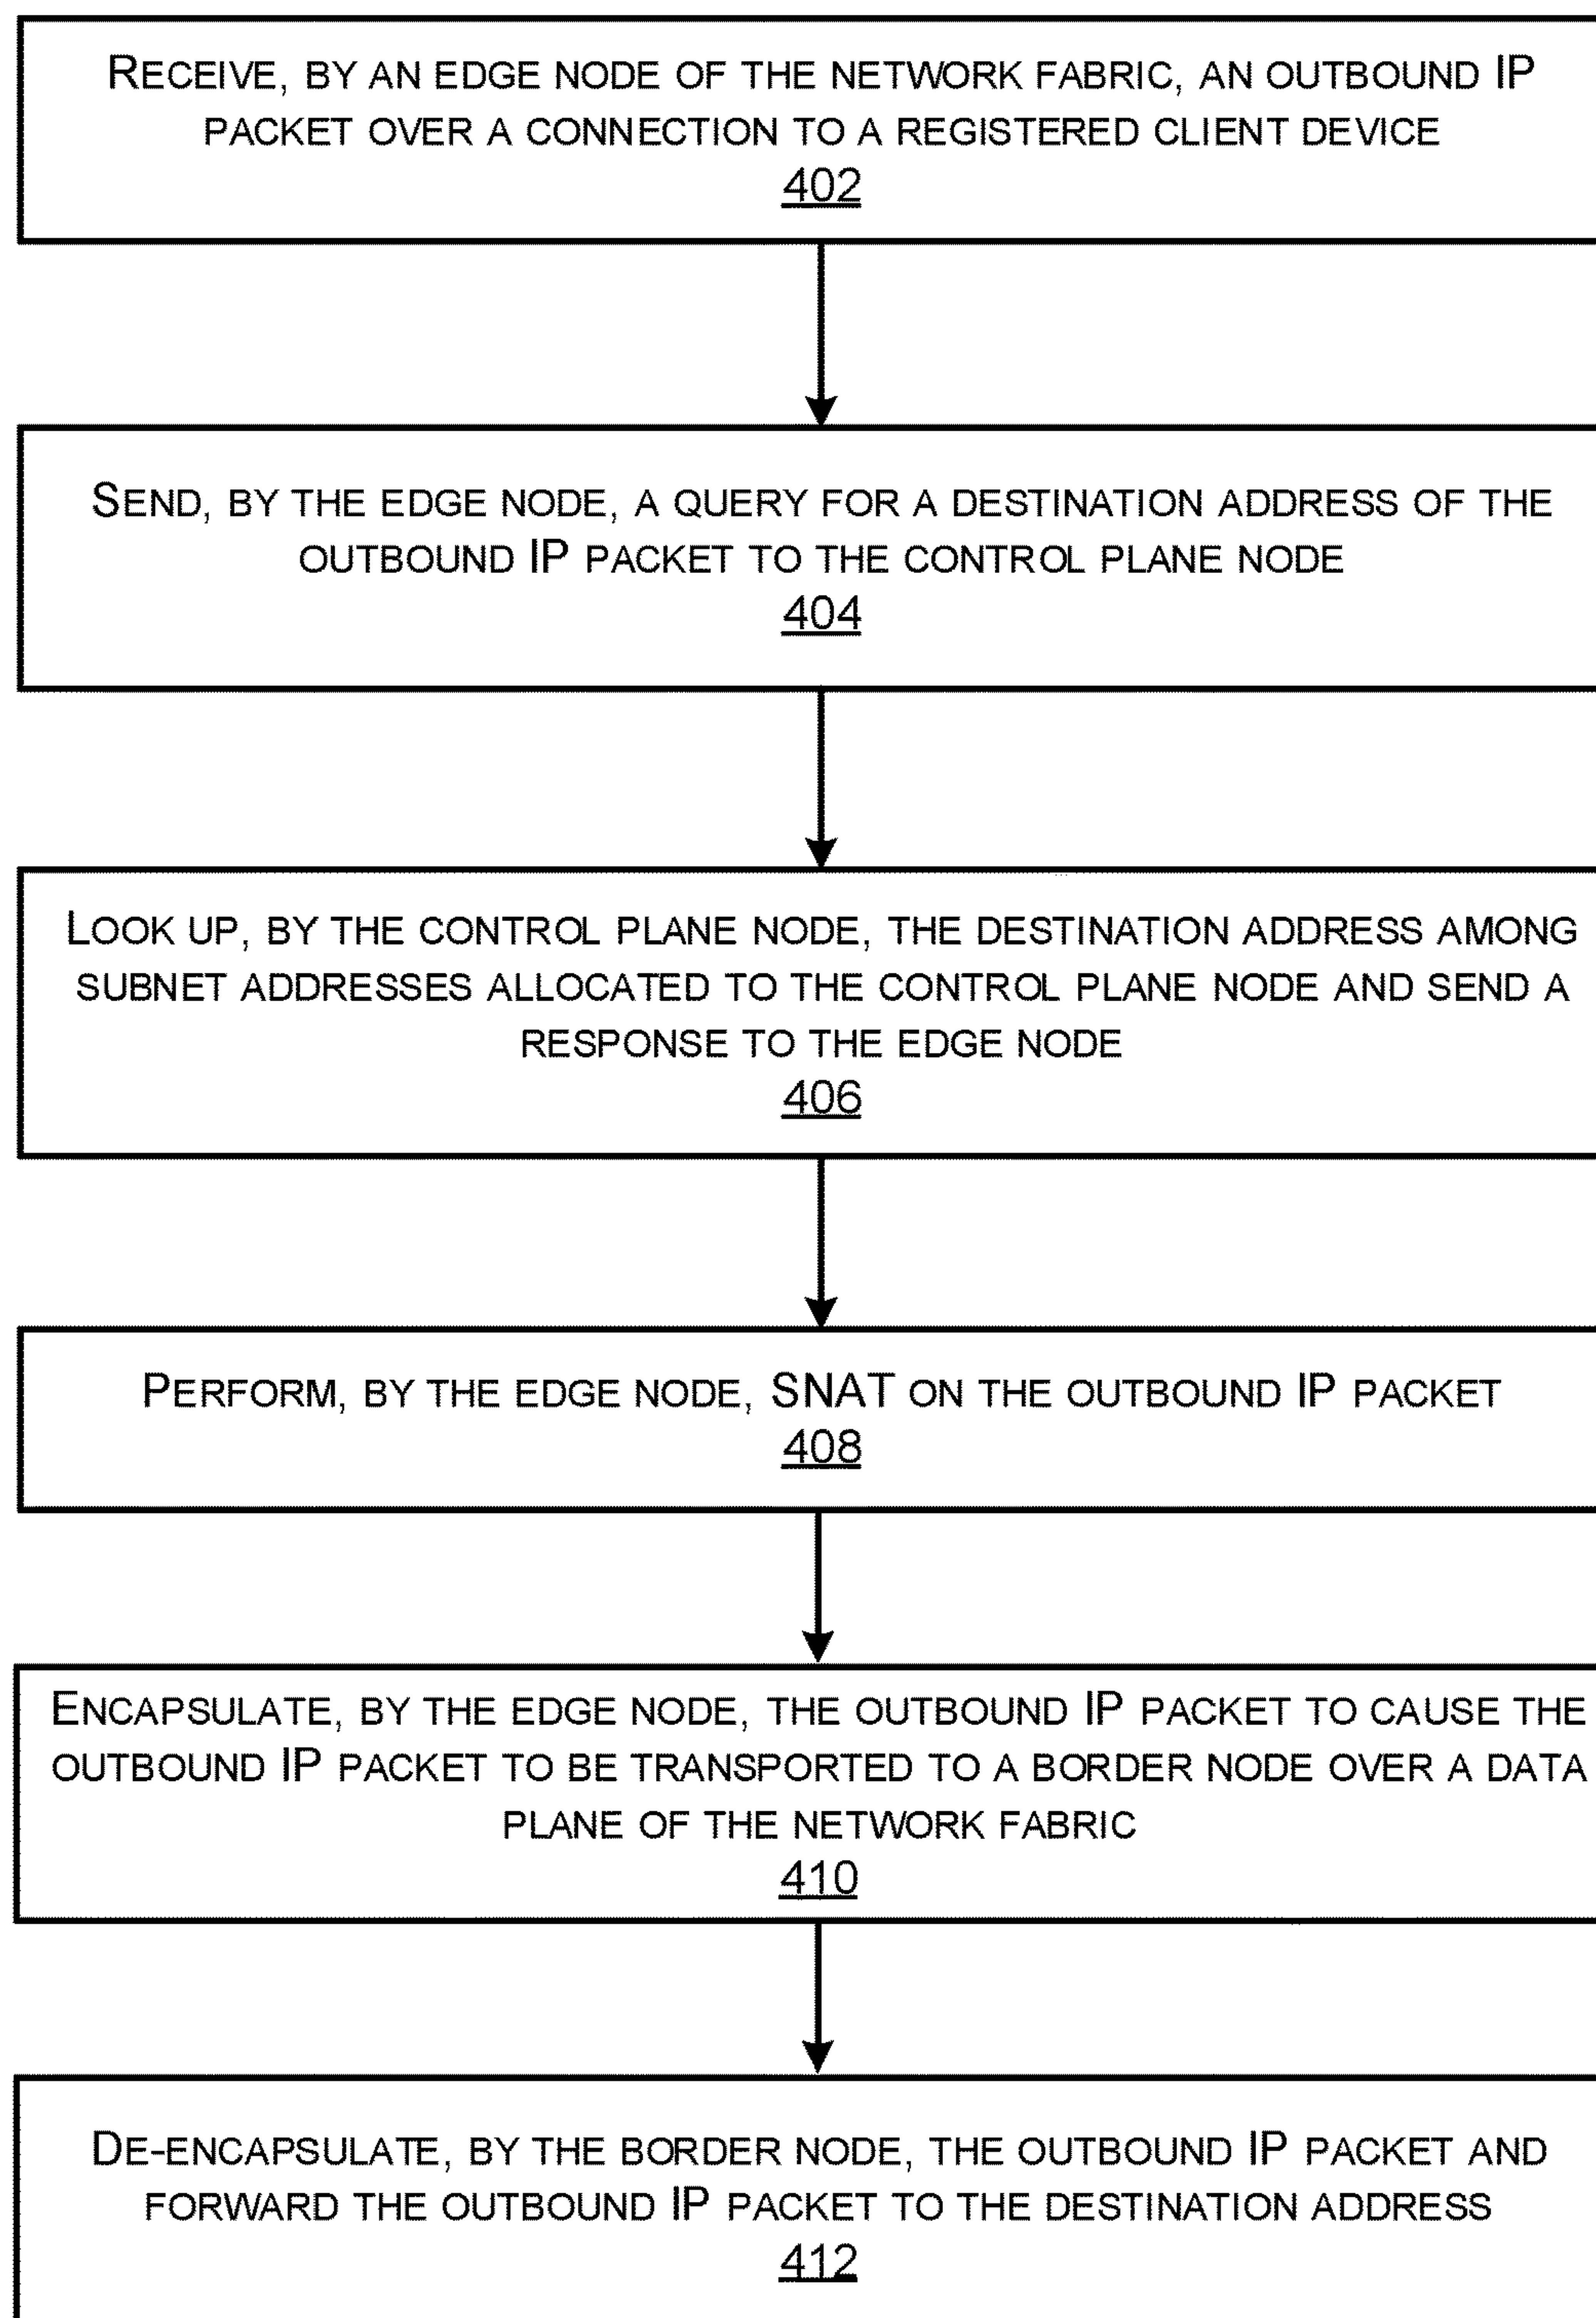 RECEIVE, BY AN EDGE NODE OF THE NETWORK FABRIC, AN OUTBOUND IP
PACKET OVER A CONNECTION TO A REGISTERED CLIENT DEVICE
402
SEND, BY THE EDGE NODE, A QUERY FOR A DESTINATION ADDRESS OF THE
OUTBOUND IP PACKET TO THE CONTROL PLANE NODE
404
LOOK UP, BY THE CONTROL PLANE NODE, THE DESTINATION ADDRESS AMONG
SUBNET ADDRESSES ALLOCATED TO THE CONTROL PLANE NODE AND SEND A
RESPONSE TO THE EDGE NODE
406
PERFORM, BY THE EDGE NODE, SNAT ON THE OUTBOUND IP PACKET
408
ENCAPSULATE, BY THE EDGE NODE, THE OUTBOUND IP PACKET TO CAUSE THE
OUTBOUND IP PACKET TO BE TRANSPORTED TO A BORDER NODE OVER A DATA
PLANE OF THE NETWORK FABRIC
410
DE-ENCAPSULATE, BY THE BORDER NODE, THE OUTBOUND IP PACKET AND
FORWARD THE OUTBOUND IP PACKET TO THE DESTINATION ADDRESS
412